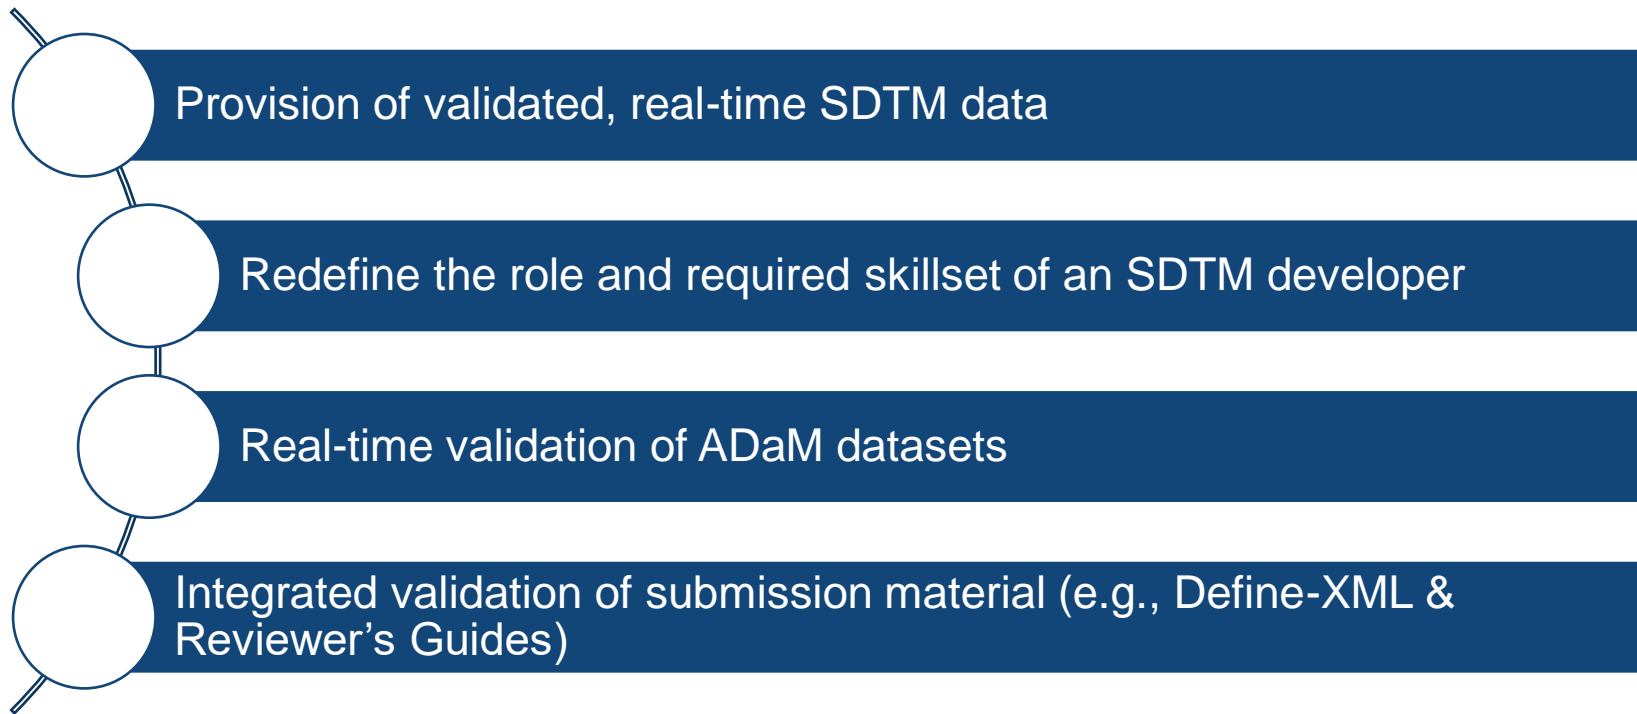 Provision of validated, real-time SDTM data
Redefine the role and required skillset of an SDTM developer
Real-time validation of ADaM datasets
Integrated validation of submission material (e.g., Define-XML &
Reviewer’s Guides)